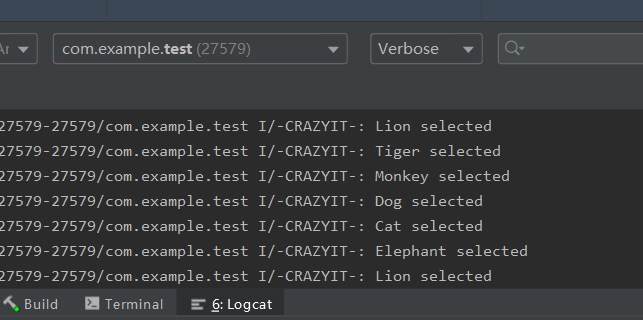 Ar com.example.test (27579) Verbose
27579-27579/com.example.test I/-CRAZYIT-: Lion selected
27579-27579/com.example.test I/-CRAZYIT-: Tiger selected
27579-27579/com.example.test I/-CRAZYIT-: Monkey selected
27579-27579/com.example.test I/-CRAZYIT-: Dog selected
27579-27579/com.example.test I/-CRAZYIT-: Cat selected
27579-27579/com.example.test I/-CRAZYIT-: Elephant selected
27579-27579/com.example.test I/-CRAZYIT-: Lion selected
Build Terminal 6: Logcat